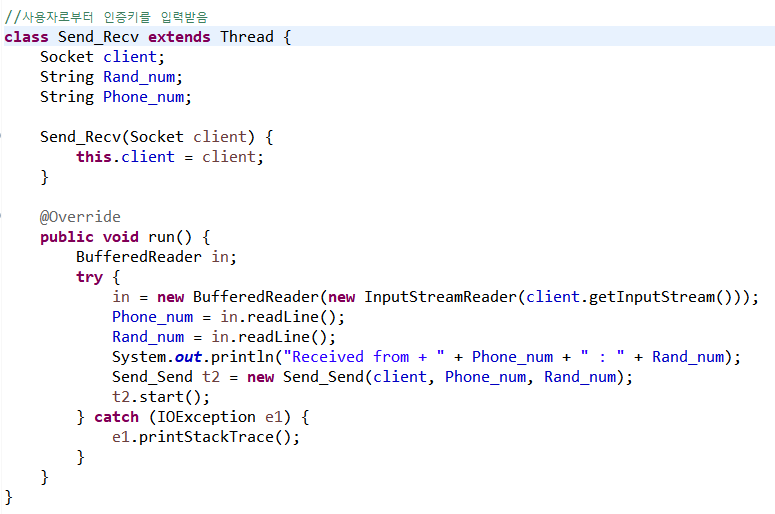 //사용자로부터 인증키를 입력받음
class Send_Recv extends Thread {
    Socket client;
    String Rand_num;
    String Phone_num;

    Send_Recv(Socket client) {
        this.client = client;
    }

    @Override
    public void run() {
        BufferedReader in;
        try {
            in = new BufferedReader(new InputStreamReader(client.getInputStream()));
            Phone_num = in.readLine();
            Rand_num = in.readLine();
            System.out.println("Received from + " + Phone_num + " : " + Rand_num);
            Send_Send t2 = new Send_Send(client, Phone_num, Rand_num);
            t2.start();
        } catch (IOException e1) {
            e1.printStackTrace();
        }
    }
}